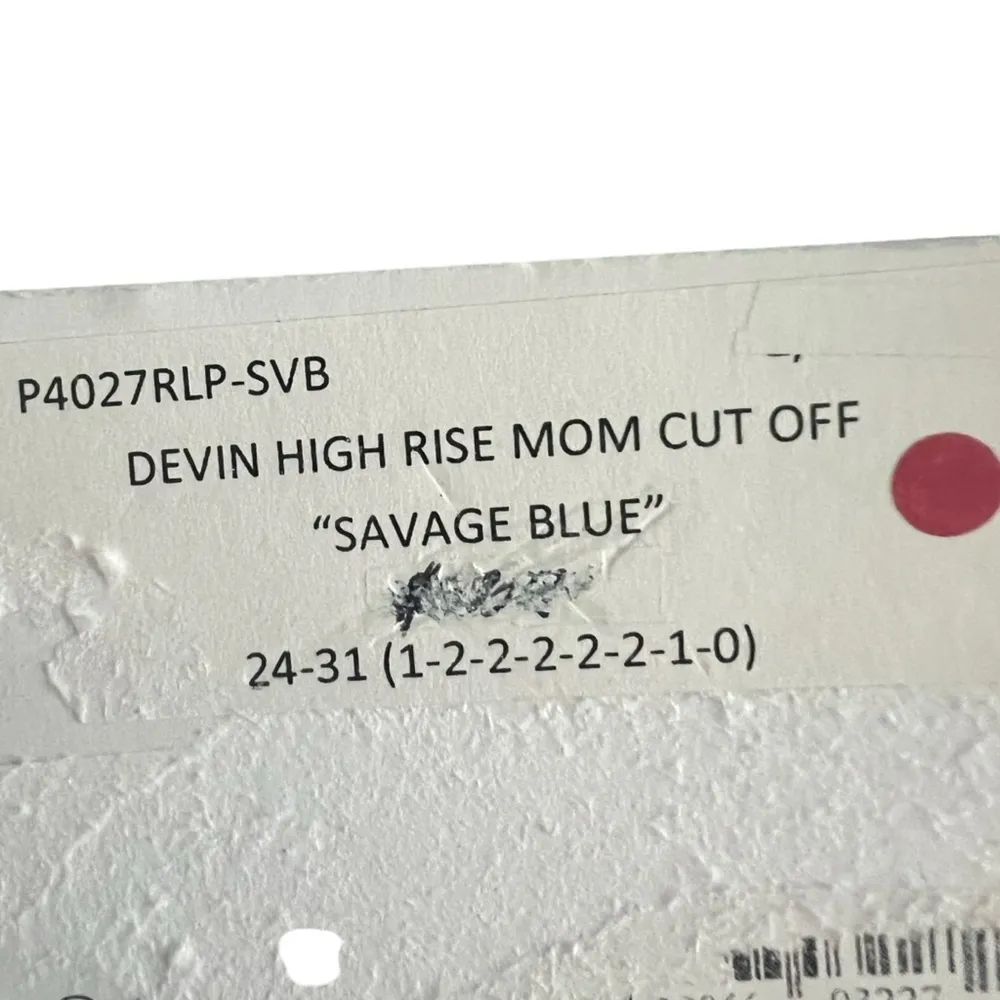 P4027RLP-SVB
DEVIN HIGH RISE MOM CUT OFF
“SAVAGE BLUE”
24-31 (1-2-2-2-2-2-1-0)